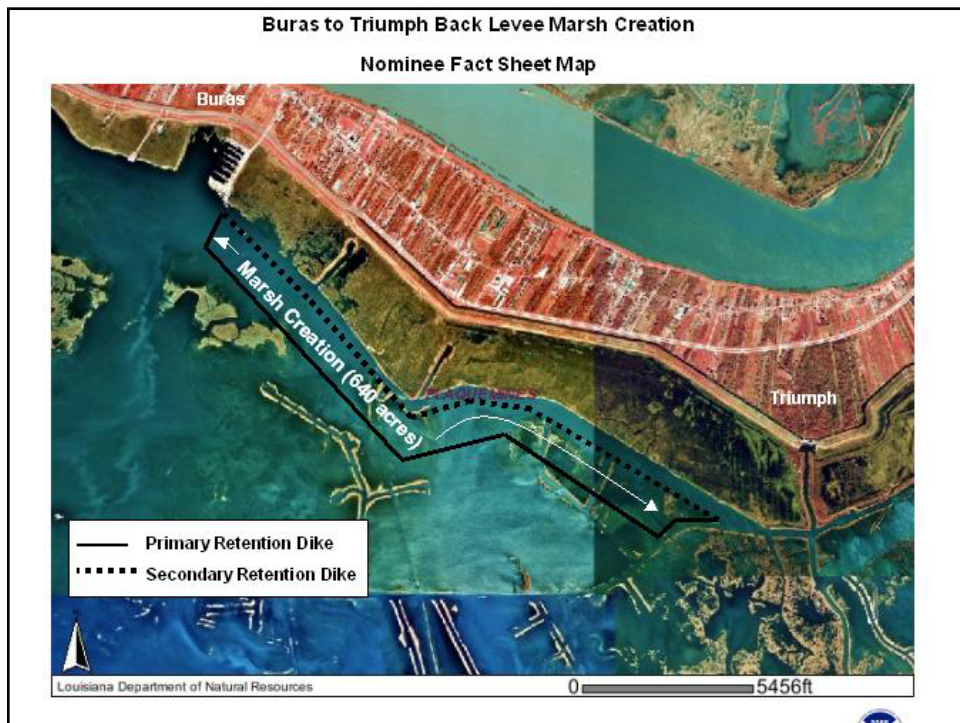 Buras to Triumph Back Levee Marsh Creation
Nominee Fact Sheet Map
Buras
Marsh Creation (640 acres)
PLAQUEMINES
Triumph
Primary Retention Dike
Secondary Retention Dike
Louisiana Department of Natural Resources
0 5456ft